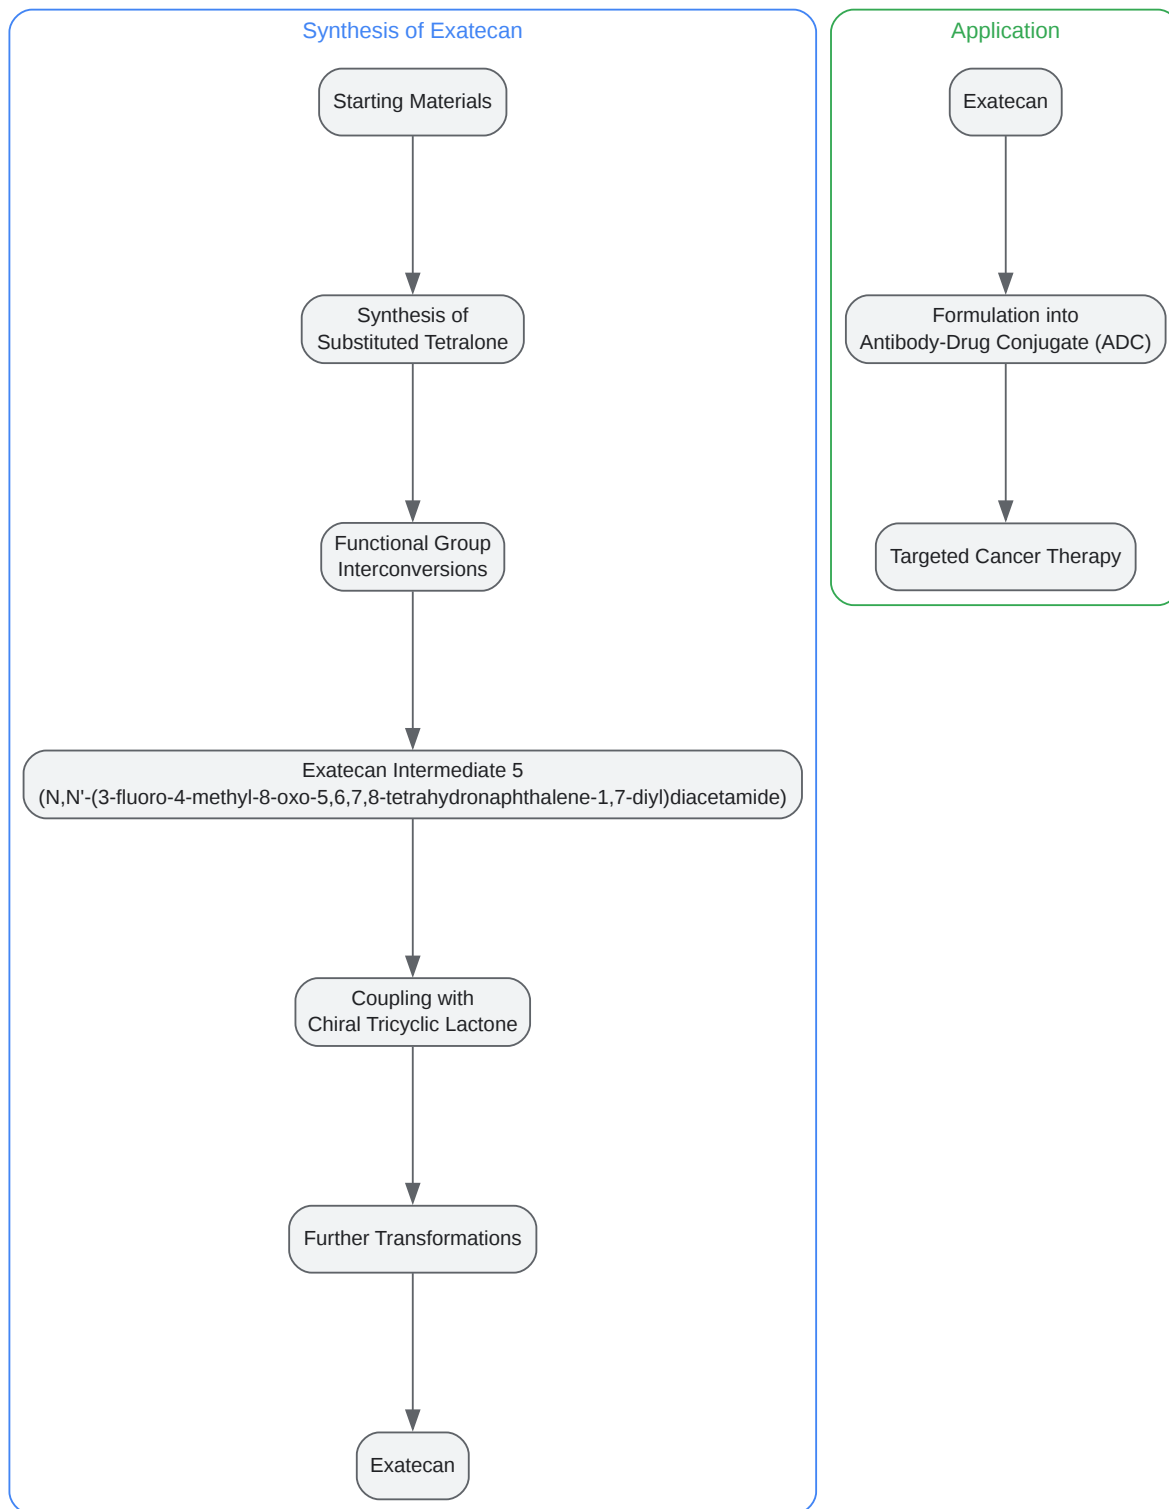 Synthesis of Exatecan
Starting Materials
Synthesis of
Substituted Tetralone
Functional Group
Interconversions
Exatecan Intermediate 5
(N,N'-(3-fluoro-4-methyl-8-oxo-5,6,7,8-tetrahydronaphthalene-1,7-diyl)diacetamide)
Coupling with
Chiral Tricyclic Lactone
Further Transformations
Exatecan
Application
Exatecan
Formulation into
Antibody-Drug Conjugate (ADC)
Targeted Cancer Therapy